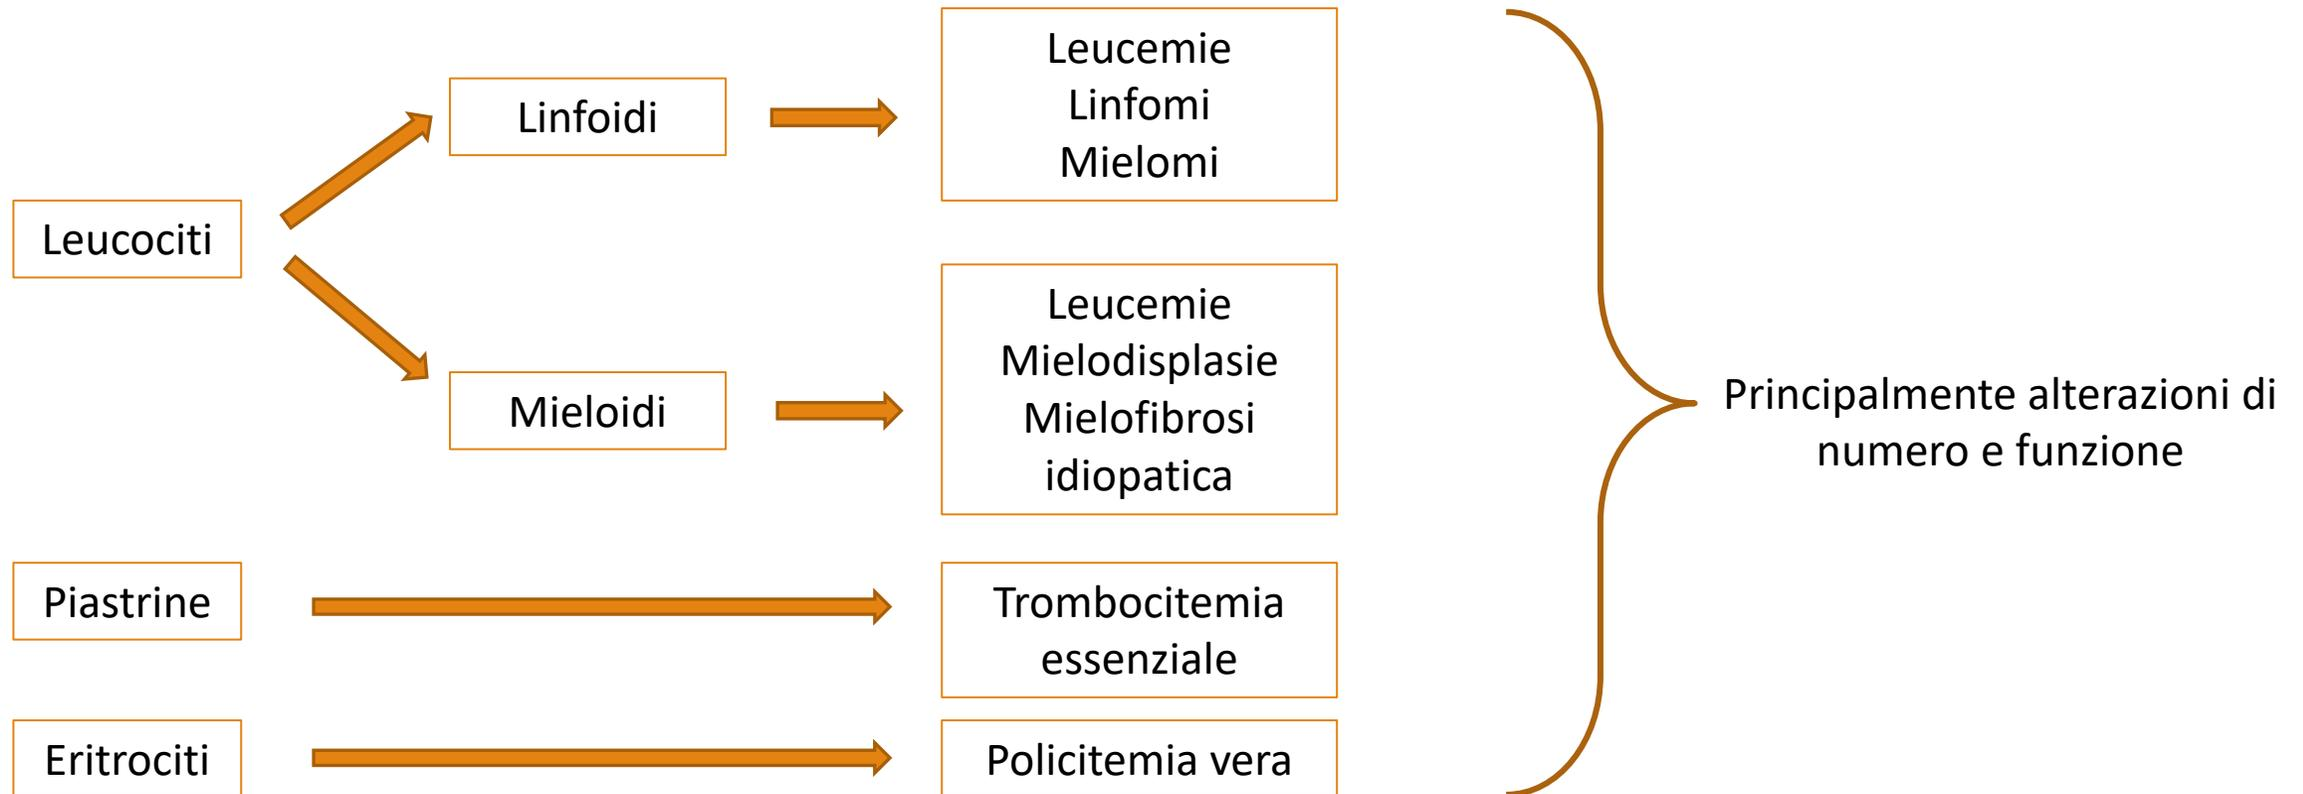 Leucociti
Linfoidi
Leucemie
Linfomi
Mielomi
Mieloidi
Leucemie
Mielodisplasie
Mielofibrosi
idiopatica
Piastrine
Trombocitemia
essenziale
Eritrociti
Policitemia vera
Principalmente alterazioni di
numero e funzione